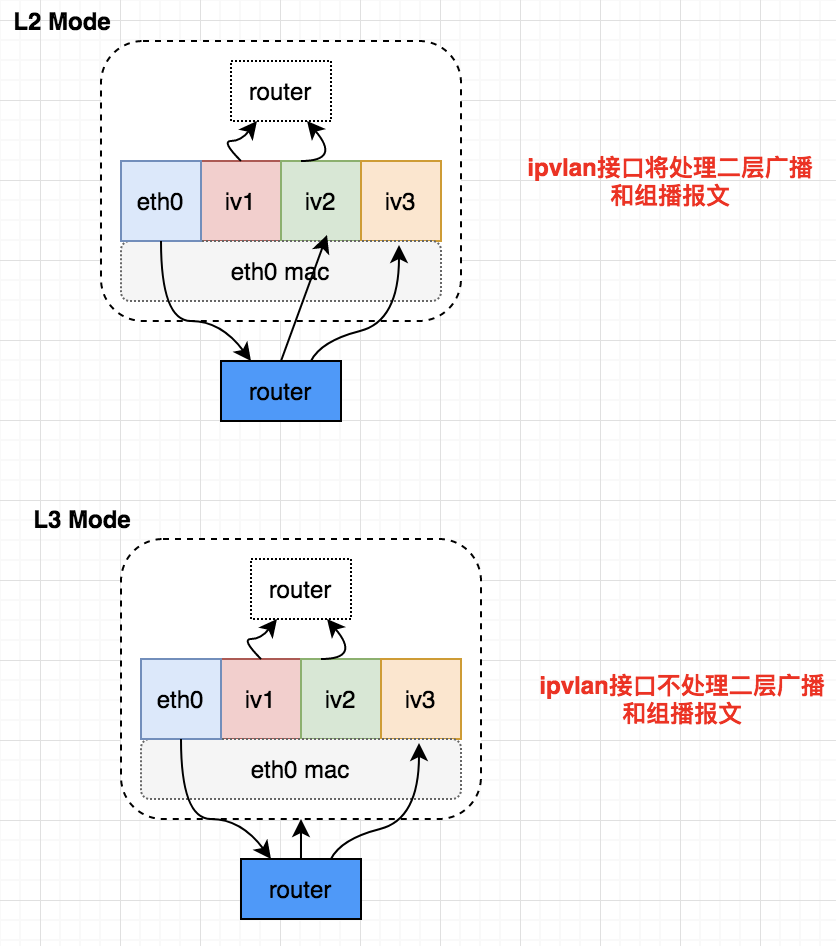 L2 Mode
router
eth0 iv1 iv2 iv3
ipvlan接口将处理二层广播
和组播报文
eth0 mac
router
L3 Mode
router
eth0 iv1 iv2 iv3
ipvlan接口不处理二层广播
和组播报文
eth0 mac
router